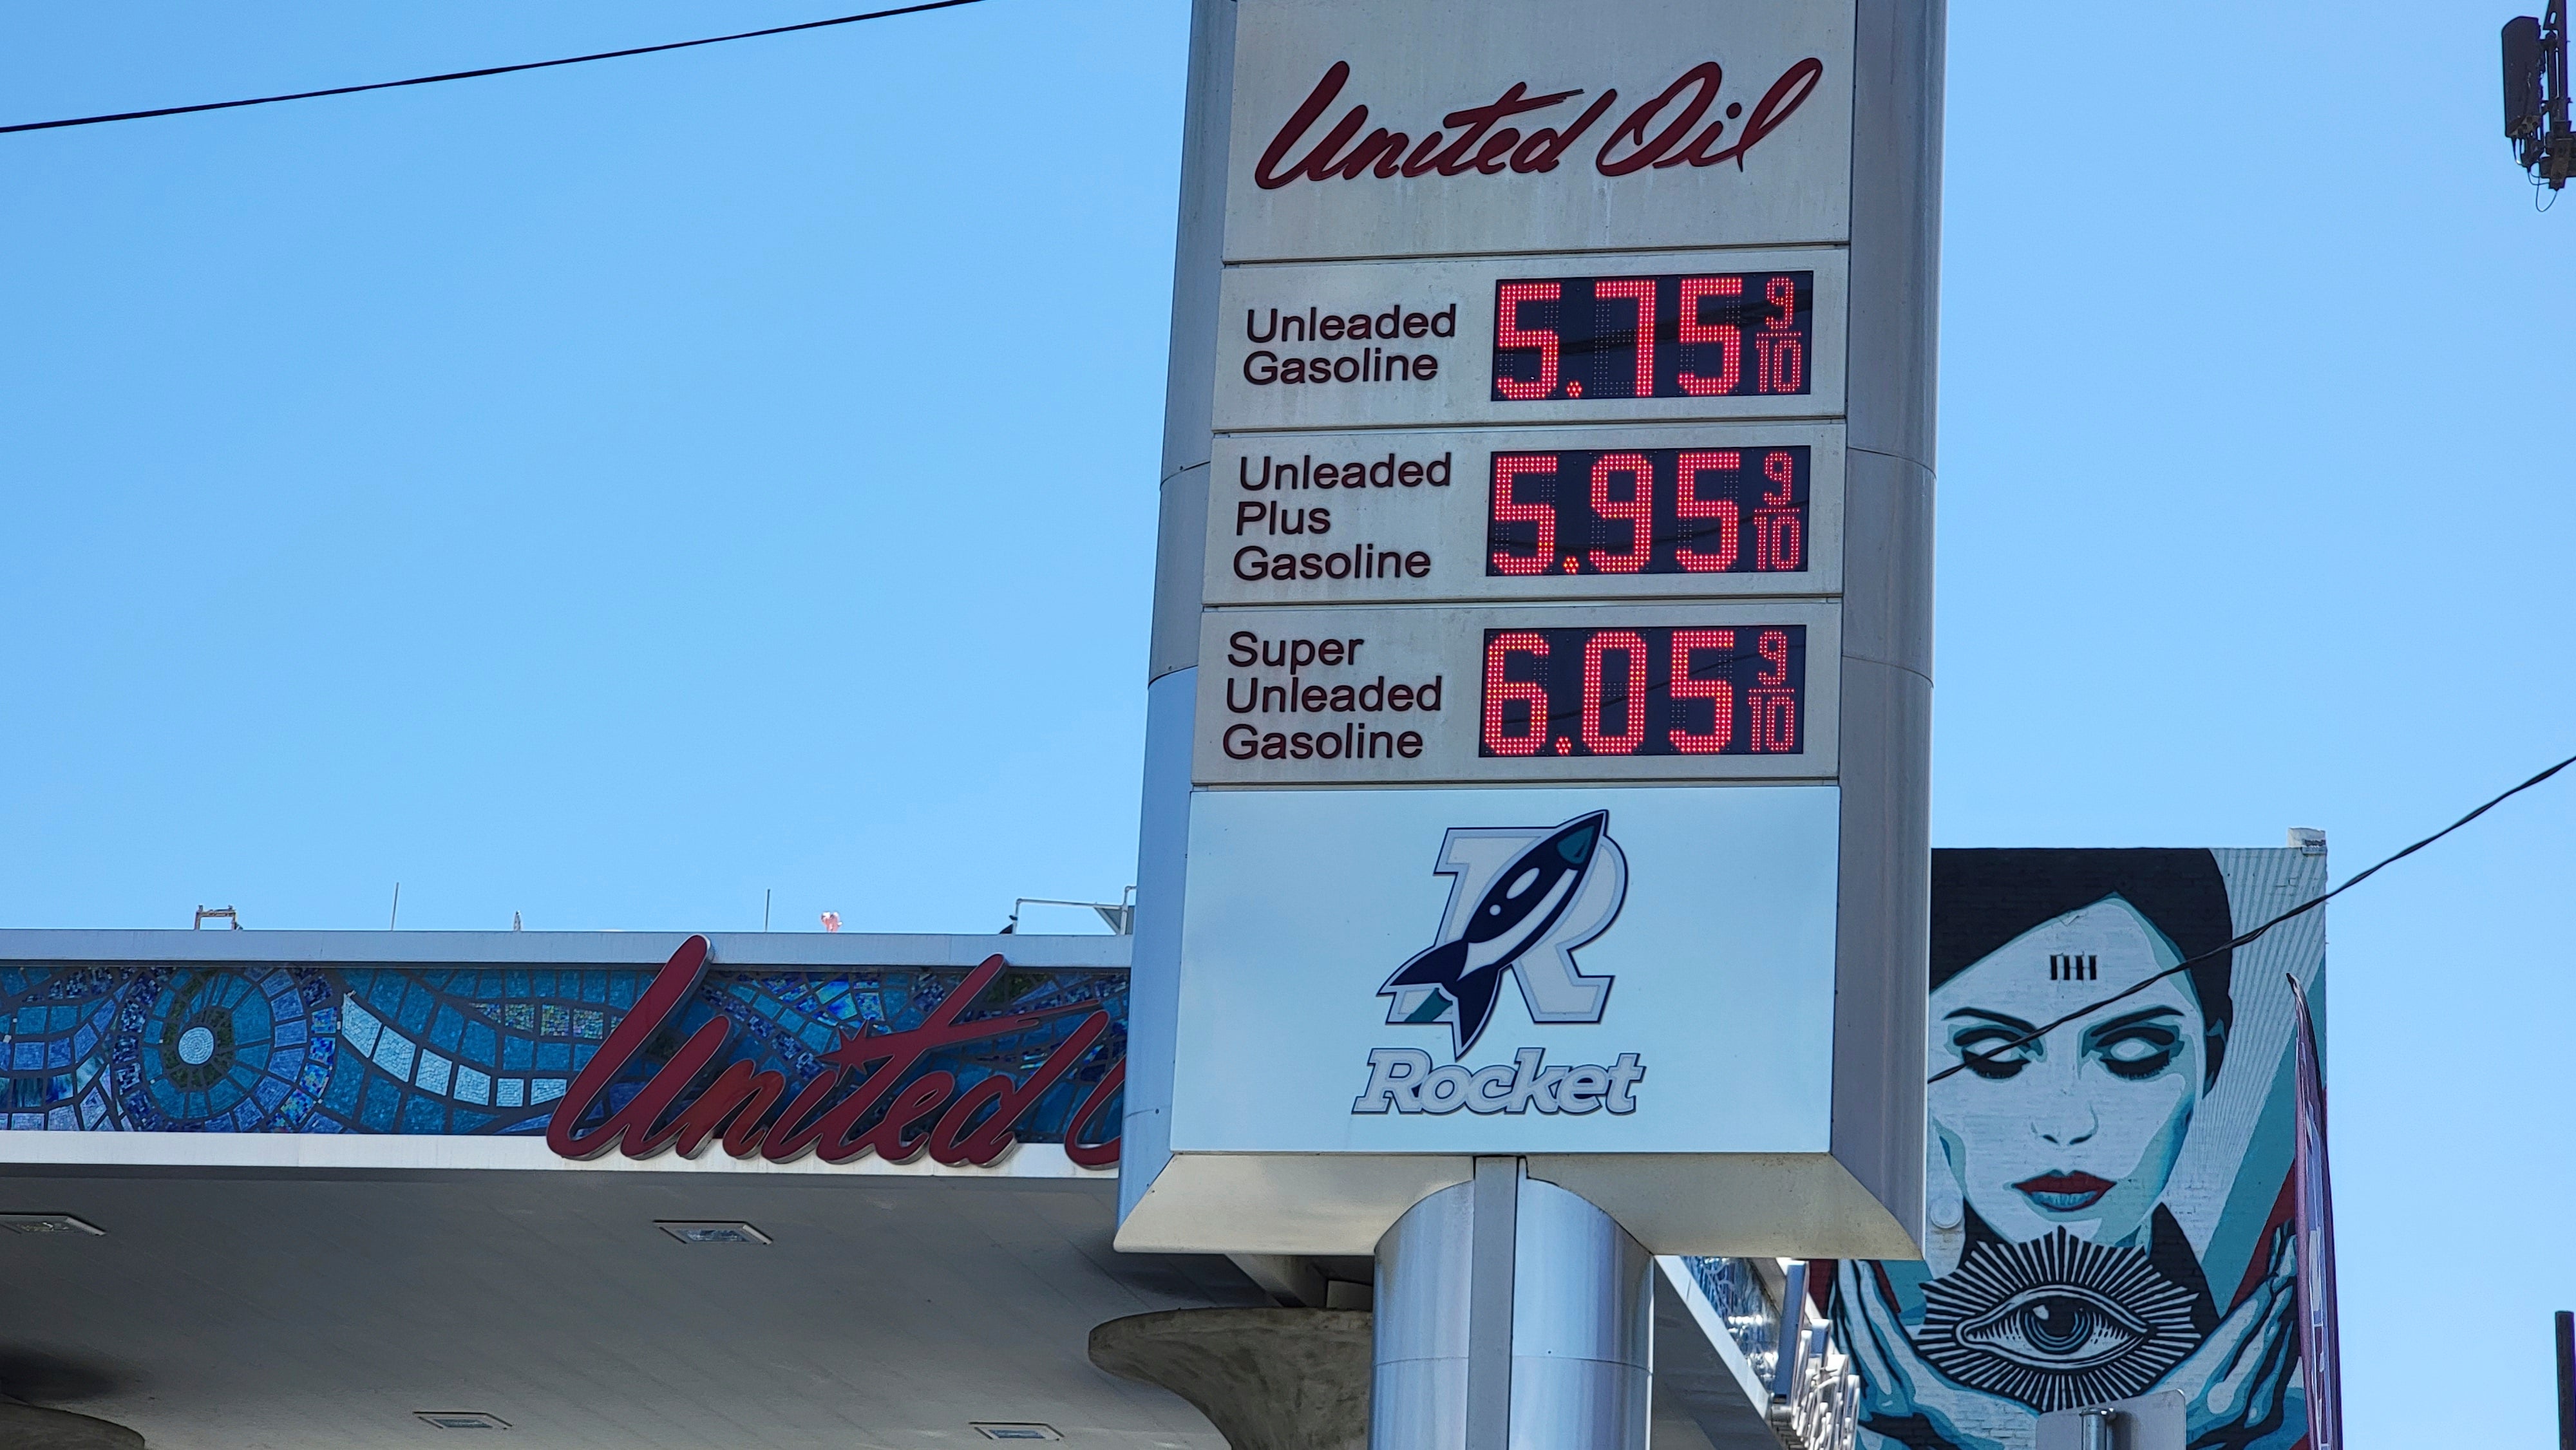 United Oil
Unleaded
Gasoline
5.75 9/10
Unleaded
Plus
Gasoline
5.95 9/10
Super
Unleaded
Gasoline
6.05 9/10
R
Rocket
United